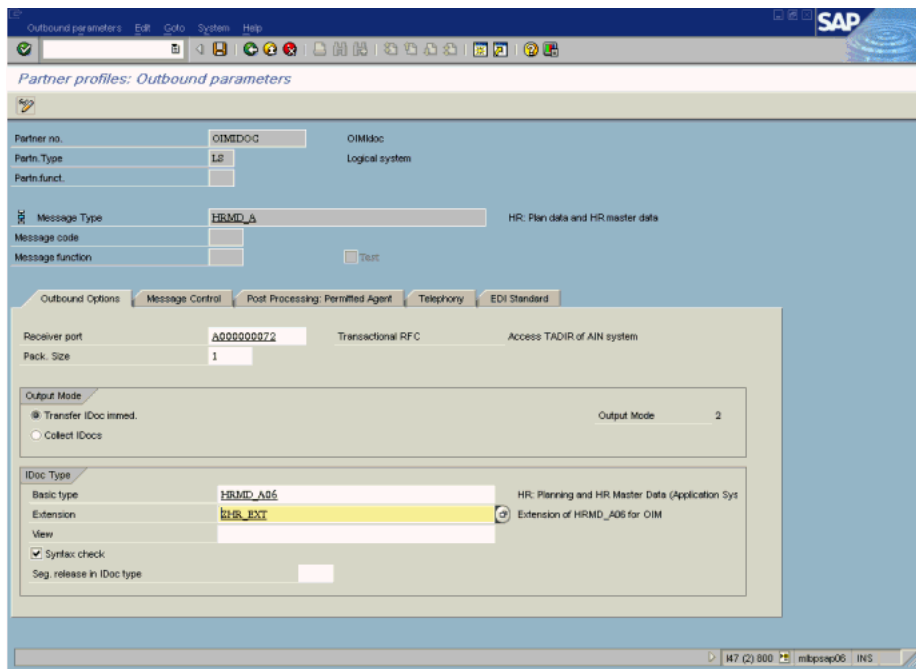 Outbound parameters Edit Goto System Help
SAP
Partner profiles: Outbound parameters
Partner no. OIMIDOC OIMidoc
Partn.Type LS Logical system
Partn.funct.
Message Type HRMD_A HR: Plan data and HR master data
Message code
Message function Test
Outbound Options Message Control Post Processing: Permitted Agent Telephony EDI Standard
Receiver port A000000072 Transactional RFC Access TADIR of AIN system
Pack. Size 1
Output Mode
Transfer IDoc immed. Output Mode 2
Collect IDocs
IDoc Type
Basic type HRMD_A06 HR: Planning and HR Master Data (Application Sys
Extension ZHR_EXT Extension of HRMD_A06 for OIM
View
Syntax check
Seg. release in IDoc type
I47 (2) 800 mlbpsap06 INS